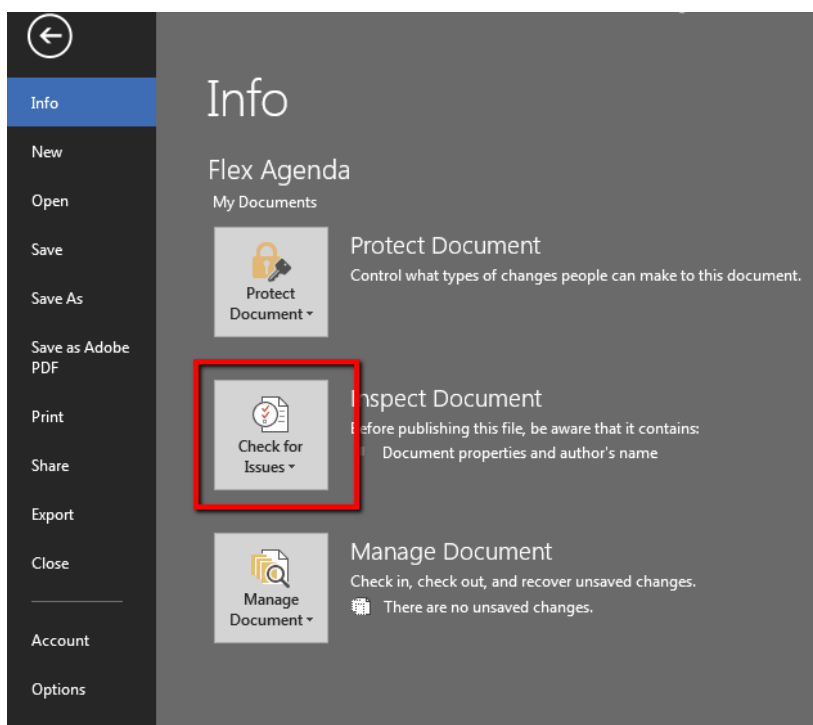 Info
New
Open
Save
Save As
Save as Adobe
PDF
Print
Share
Export
Close
Account
Options
Info
Flex Agenda
My Documents
Protect
Document
Protect Document
Control what types of changes people can make to this document.
Check for
Issues
Inspect Document
Before publishing this file, be aware that it contains:
Document properties and author's name
Manage
Document
Manage Document
Check in, check out, and recover unsaved changes.
There are no unsaved changes.